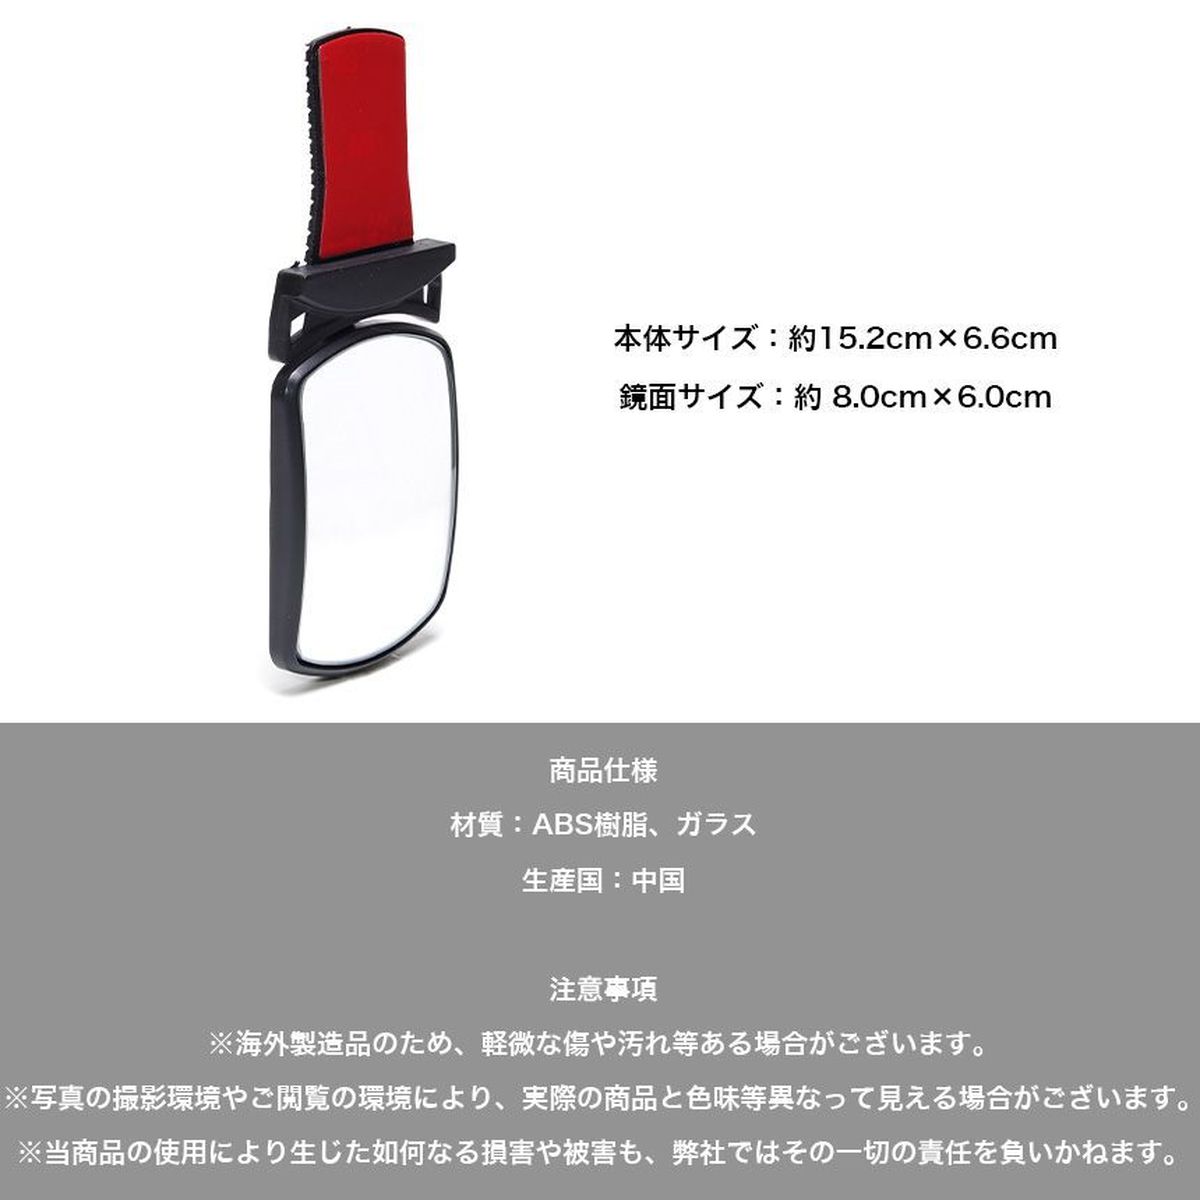 本体サイズ：約15.2cm×6.6cm
鏡面サイズ：約 8.0cm×6.0cm
商品仕様
材質：ABS樹脂、ガラス
生産国：中国
注意事項
※海外製造品のため、軽微な傷や汚れ等ある場合がございます。
※写真の撮影環境やご閲覧の環境により、実際の商品と色味等異なって見える場合がございます。
※当商品の使用により生じた如何なる損害や被害も、弊社ではその一切の責任を負いかねます。